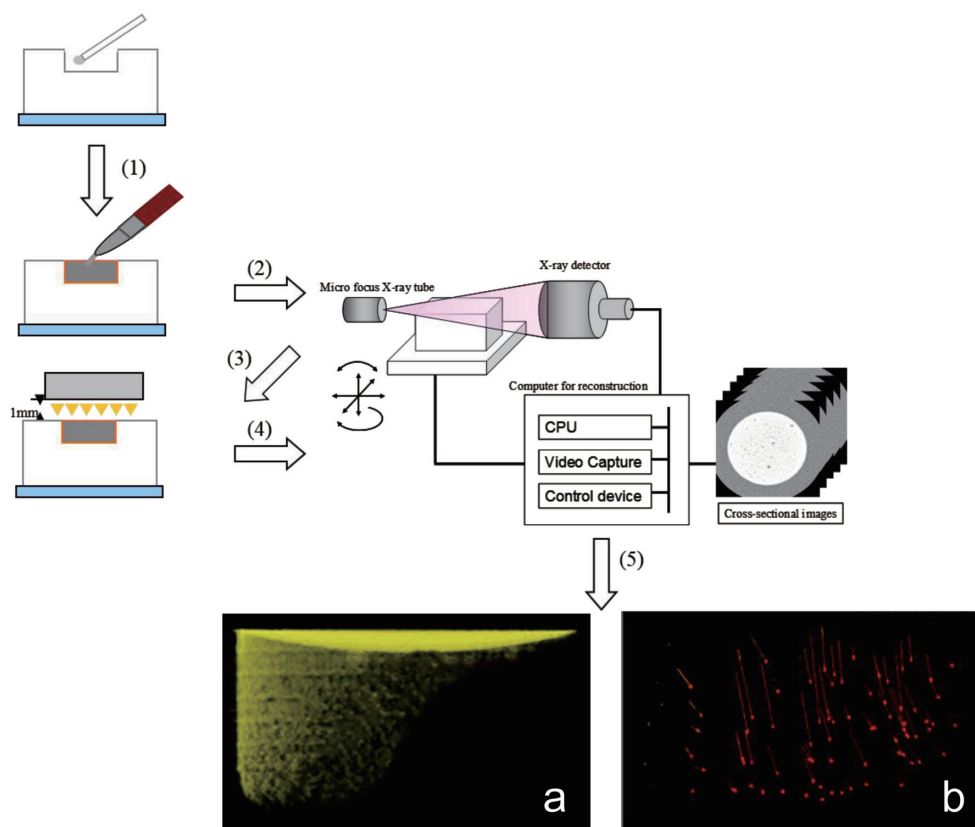 (1)
(2)
Micro focus X-ray tube
X-ray detector
(3)
1mm
(4)
Computer for reconstruction
CPU
Video Capture
Control device
Cross-sectional images
(5)
a
b